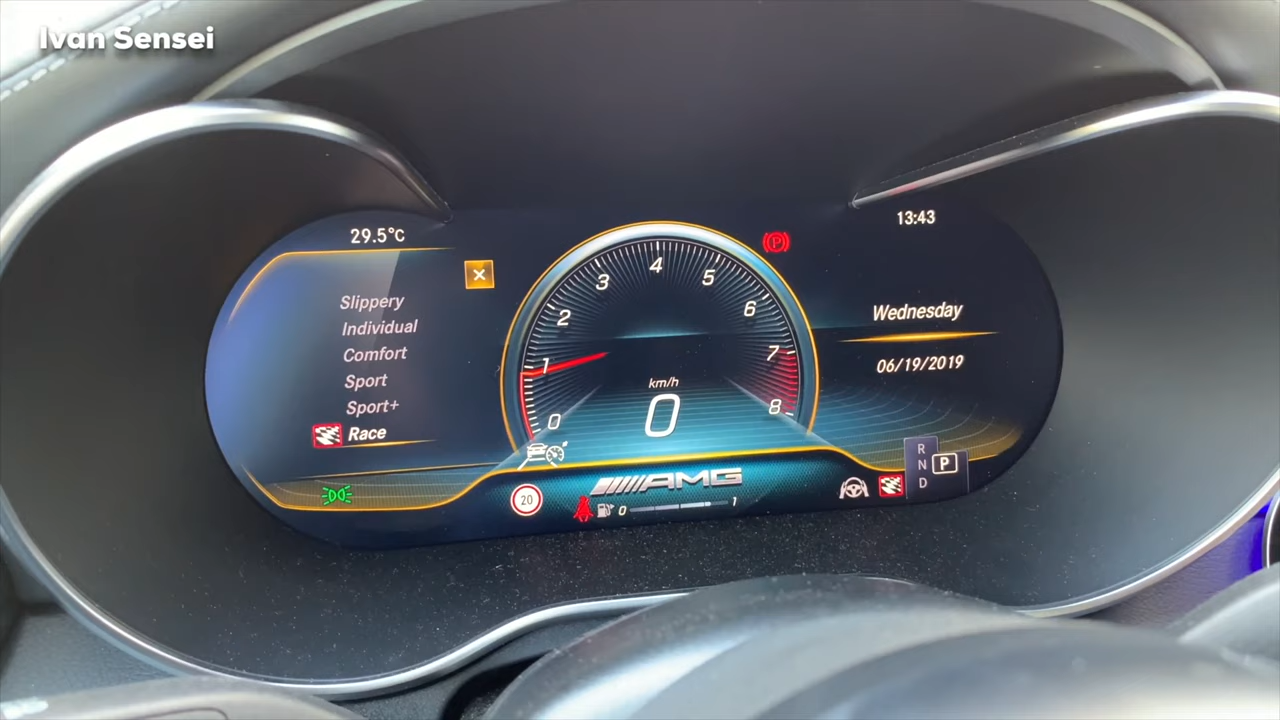 Ivan Sensei
29.5°C
13:43
Slippery
Individual
Comfort
Sport
Sport+
Race
0
1
2
3
4
5
6
7
8
km/h
0
P
Wednesday
06/19/2019
20
AMG
0 1
R
N
D
P